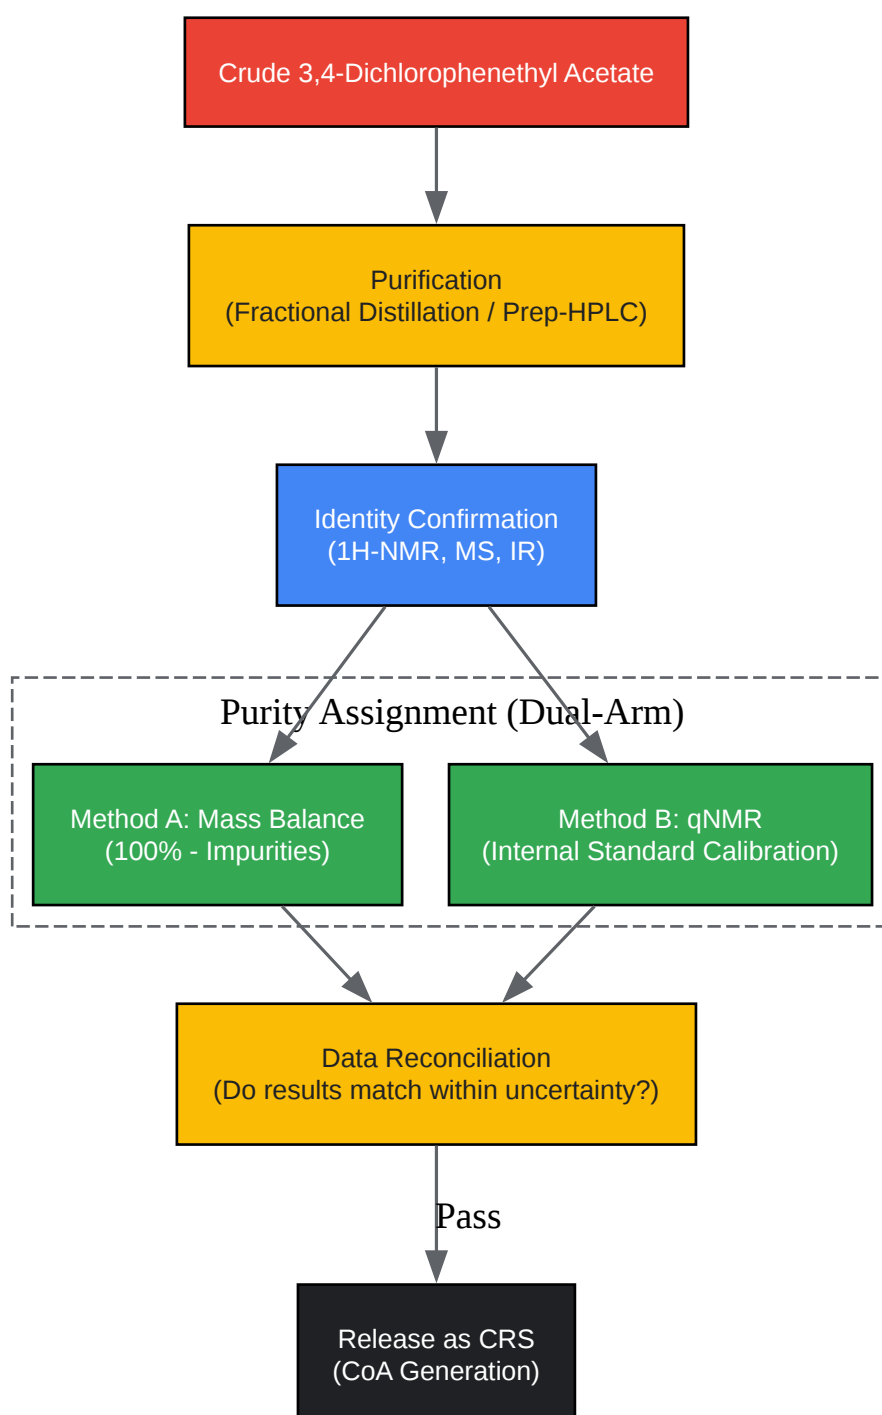 Crude 3,4-Dichlorophenethyl Acetate
Purification
(Fractional Distillation / Prep-HPLC)
Identity Confirmation
(1H-NMR, MS, IR)
Purity Assignment (Dual-Arm)
Method A: Mass Balance
(100% - Impurities)
Method B: qNMR
(Internal Standard Calibration)
Data Reconciliation
(Do results match within uncertainty?)
Pass
Release as CRS
(CoA Generation)